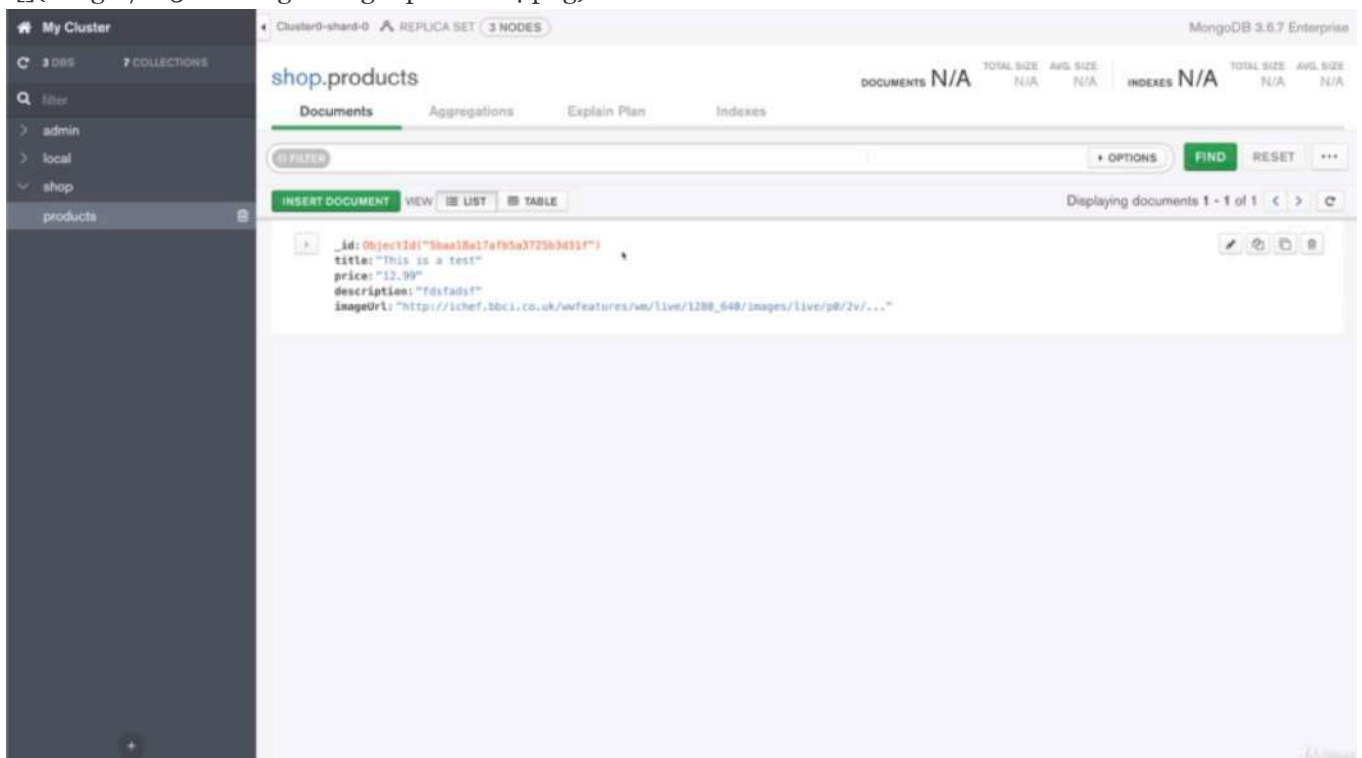 My Cluster
Cluster0-shard-0 REPLICA SET 3 NODES
MongoDB 3.6.7 Enterprise
3 DBS 7 COLLECTIONS
shop.products
DOCUMENTS N/A TOTAL SIZE N/A AVG. SIZE N/A INDEXES N/A TOTAL SIZE N/A AVG. SIZE N/A
filter
Documents Aggregations Explain Plan Indexes
admin
local
FILTER OPTIONS FIND RESET
shop
INSERT DOCUMENT VIEW LIST TABLE Displaying documents 1 - 1 of 1
products
_id: ObjectId("5baa18a17afb5a3725b3d31f")
title: "This is a test"
price: "12.99"
description: "fdsfadsf"
imageUrl: "http://ichef.bbci.co.uk/wwfeatures/wm/live/1280_640/images/live/p0/2v/..."